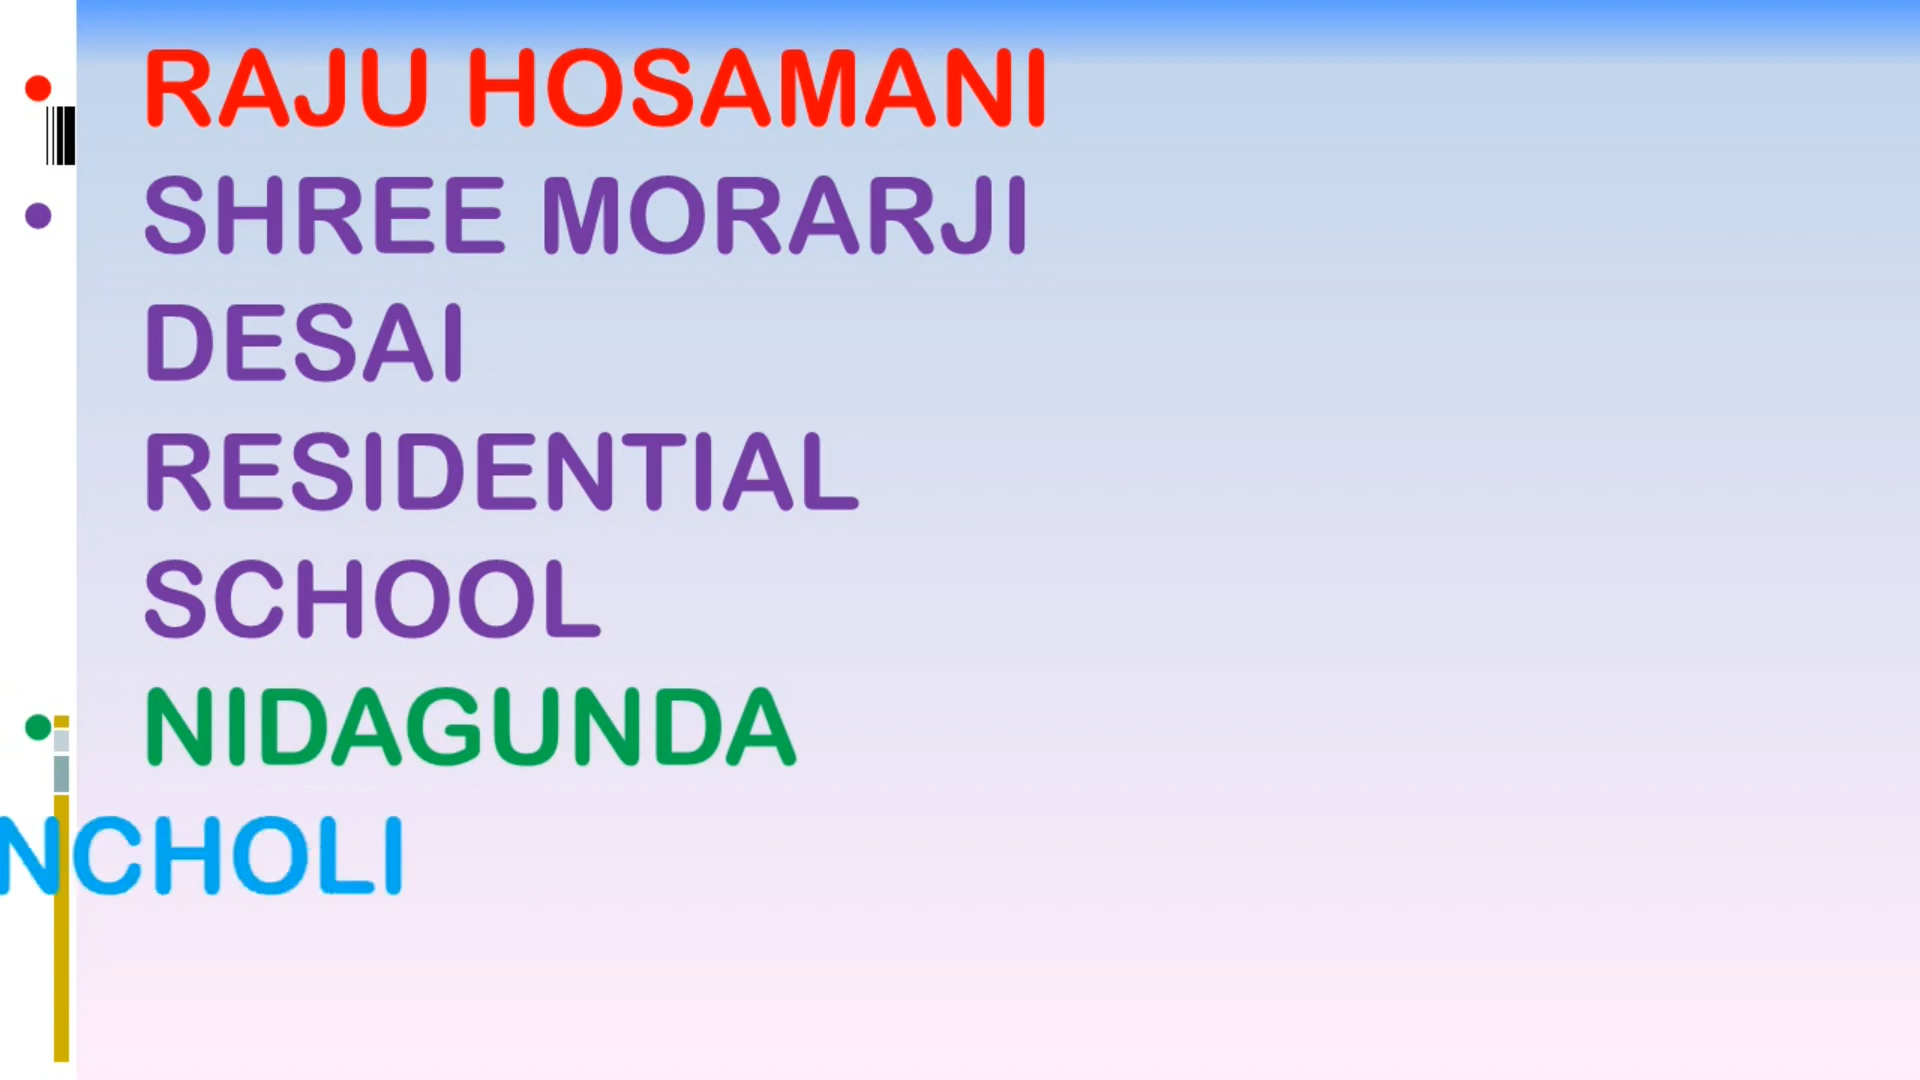 RAJU HOSAMANI
SHREE MORARJI
DESAI
RESIDENTIAL
SCHOOL
NIDAGUNDA
NCHOLI